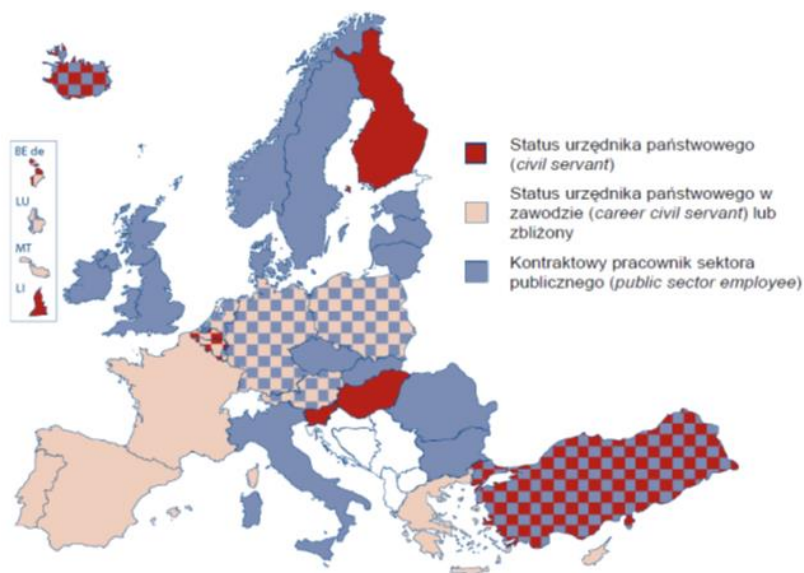 BE de
LU
MT
LI
Status urzędnika państwowego
(civil servant)
Status urzędnika państwowego w
zawodzie (career civil servant) lub
zbliżony
Kontraktowy pracownik sektora
publicznego (public sector employee)